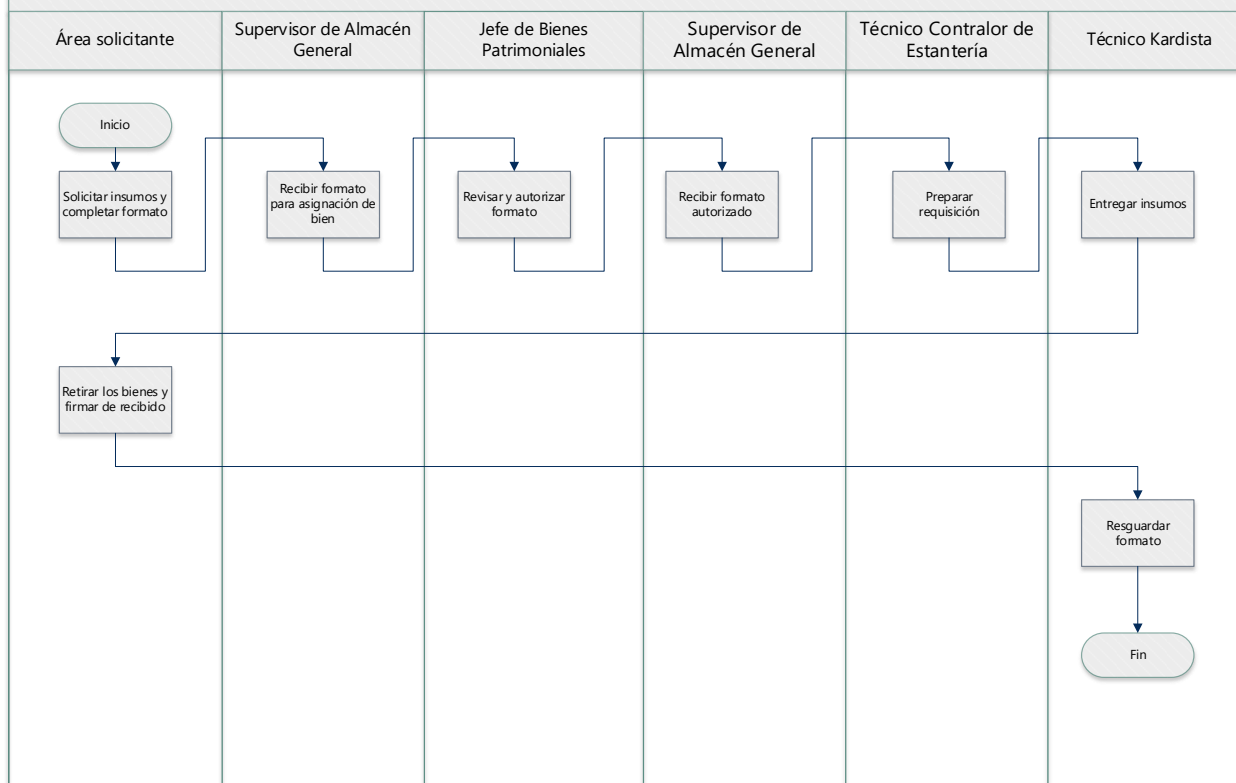 Área solicitante
Supervisor de Almacén
General
Jefe de Bienes
Patrimoniales
Supervisor de
Almacén General
Técnico Contralor de
Estantería
Técnico Kardista
Inicio
Solicitar insumos y
completar formato
Recibir formato
para asignación de
bien
Revisar y autorizar
formato
Recibir formato
autorizado
Preparar
requisición
Entregar insumos
Retirar los bienes y
firmar de recibido
Resguardar
formato
Fin